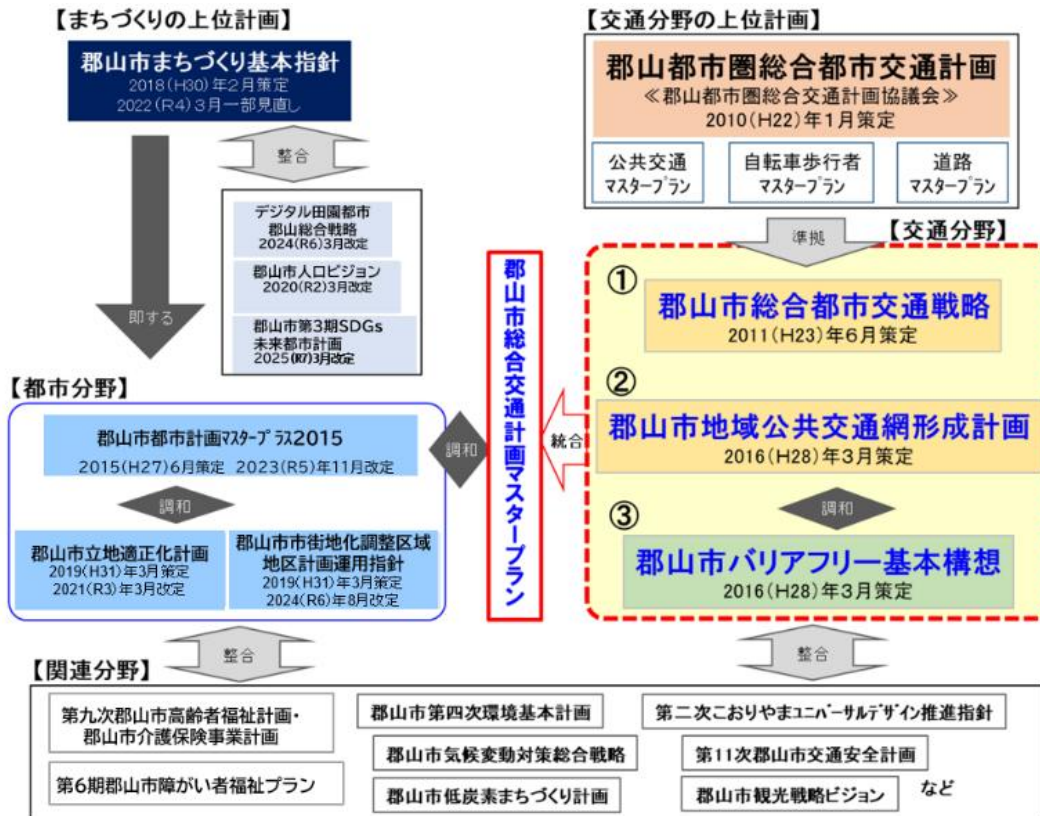 【まちづくりの上位計画】
郡山市まちづくり基本指針
2018(H30)年2月策定
2022(R4)3月一部見直し
整合
デジタル田園都市
郡山総合戦略
2024(R6)3月改定
郡山市人口ビジョン
2020(R2)3月改定
郡山市第3期SDGs
未来都市計画
2025(R7)3月改定
即する
【交通分野の上位計画】
郡山都市圏総合都市交通計画
≪郡山都市圏総合交通計画協議会≫
2010(H22)年1月策定
公共交通
マスタープラン
自転車歩行者
マスタープラン
道路
マスタープラン
準拠
【交通分野】
①
郡山市総合都市交通戦略
2011(H23)年6月策定
②
郡山市地域公共交通網形成計画
2016(H28)年3月策定
調和
③
郡山市バリアフリー基本構想
2016(H28)年3月策定
統合
郡山市総合交通計画マスタープラン
調和
【都市分野】
郡山市都市計画マスタープラス2015
2015(H27)6月策定 2023(R5)年11月改定
調和
郡山市立地適正化計画
2019(H31)年3月策定
2021(R3)年3月改定
郡山市市街化調整区域
地区計画運用指針
2019(H31)年3月策定
2024(R6)年8月改定
整合
整合
【関連分野】
第九次郡山市高齢者福祉計画・
郡山市介護保険事業計画
第6期郡山市障がい者福祉プラン
郡山市第四次環境基本計画
郡山市気候変動対策総合戦略
郡山市低炭素まちづくり計画
第二次こおりやまユニバーサルデザイン推進指針
第11次郡山市交通安全計画
郡山市観光戦略ビジョン
など